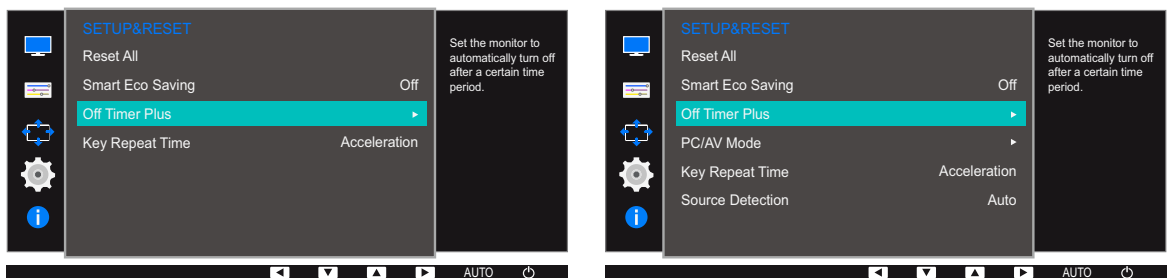 SETUP&RESET
Reset All
Smart Eco Saving Off
Off Timer Plus
Key Repeat Time Acceleration
Set the monitor to
automatically turn off
after a certain time
period.
AUTO
SETUP&RESET
Reset All
Smart Eco Saving Off
Off Timer Plus
PC/AV Mode
Key Repeat Time Acceleration
Source Detection Auto
Set the monitor to
automatically turn off
after a certain time
period.
AUTO